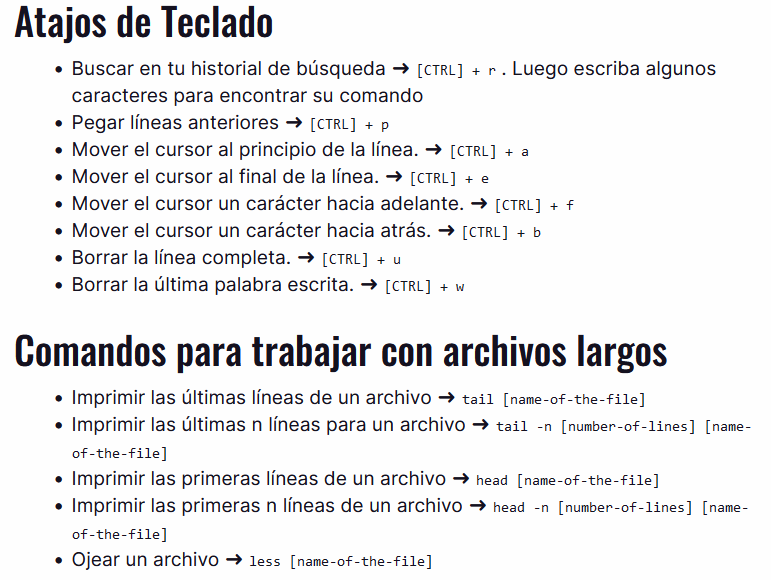 Atajos de Teclado
• Buscar en tu historial de búsqueda ➜ [CTRL] + r . Luego escriba algunos
caracteres para encontrar su comando
• Pegar líneas anteriores ➜ [CTRL] + p
• Mover el cursor al principio de la línea. ➜ [CTRL] + a
• Mover el cursor al final de la línea. ➜ [CTRL] + e
• Mover el cursor un carácter hacia adelante. ➜ [CTRL] + f
• Mover el cursor un carácter hacia atrás. ➜ [CTRL] + b
• Borrar la línea completa. ➜ [CTRL] + u
• Borrar la última palabra escrita. ➜ [CTRL] + w
Comandos para trabajar con archivos largos
• Imprimir las últimas líneas de un archivo ➜ tail [name-of-the-file]
• Imprimir las últimas n líneas para un archivo ➜ tail -n [number-of-lines] [name-
of-the-file]
• Imprimir las primeras líneas de un archivo ➜ head [name-of-the-file]
• Imprimir las primeras n líneas de un archivo ➜ head -n [number-of-lines] [name-
of-the-file]
• Ojear un archivo ➜ less [name-of-the-file]